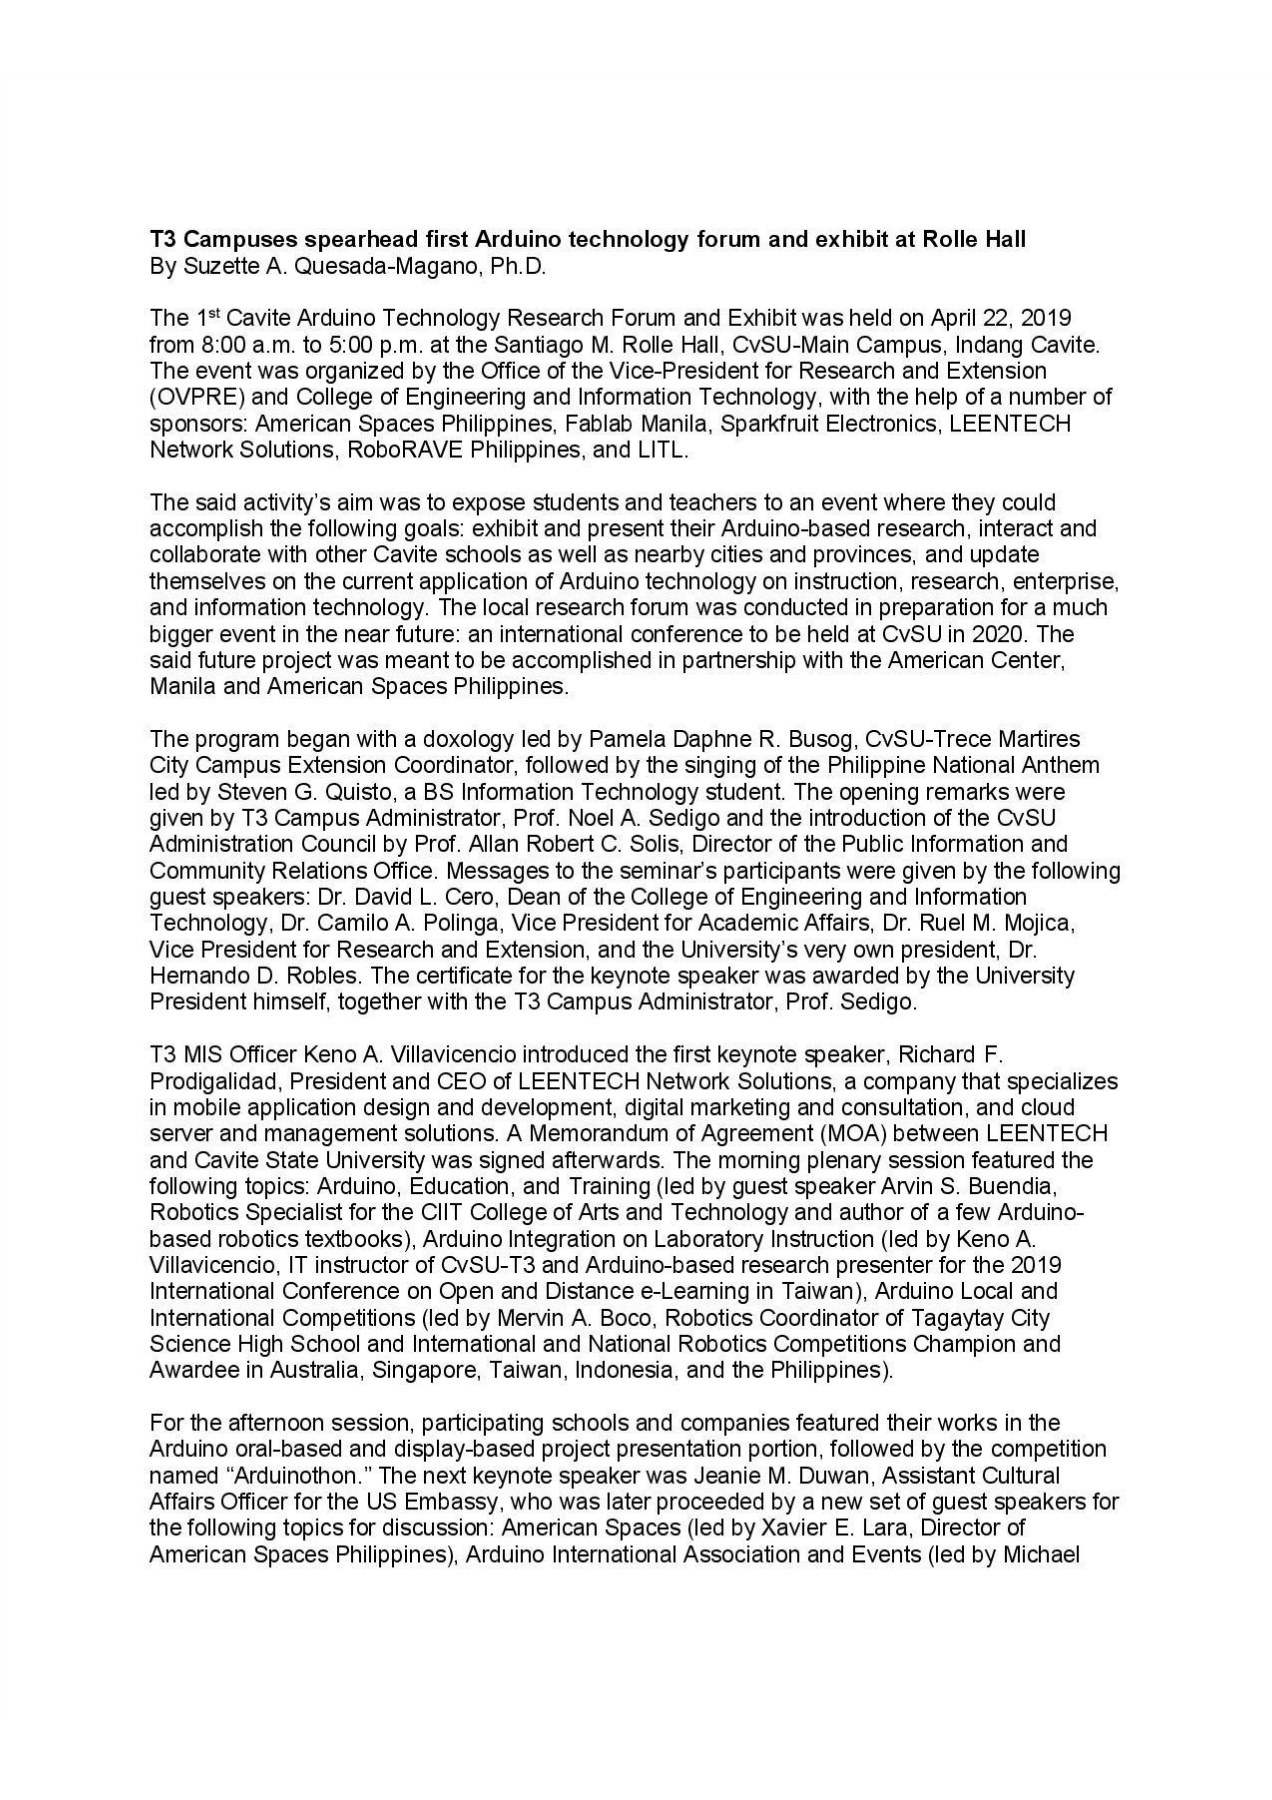 T3 Campuses spearhead first Arduino technology forum and exhibit at Rolle Hall
By Suzette A. Quesada-Magano, Ph.D.
The 1st Cavite Arduino Technology Research Forum and Exhibit was held on April 22, 2019
from 8:00 a.m. to 5:00 p.m. at the Santiago M. Rolle Hall, CvSU-Main Campus, Indang Cavite.
The event was organized by the Office of the Vice-President for Research and Extension
(OVPRE) and College of Engineering and Information Technology, with the help of a number of
sponsors: American Spaces Philippines, Fablab Manila, Sparkfruit Electronics, LEENTECH
Network Solutions, RoboRAVE Philippines, and LITL.
The said activity’s aim was to expose students and teachers to an event where they could
accomplish the following goals: exhibit and present their Arduino-based research, interact and
collaborate with other Cavite schools as well as nearby cities and provinces, and update
themselves on the current application of Arduino technology on instruction, research, enterprise,
and information technology. The local research forum was conducted in preparation for a much
bigger event in the near future: an international conference to be held at CvSU in 2020. The
said future project was meant to be accomplished in partnership with the American Center,
Manila and American Spaces Philippines.
The program began with a doxology led by Pamela Daphne R. Busog, CvSU-Trece Martires
City Campus Extension Coordinator, followed by the singing of the Philippine National Anthem
led by Steven G. Quisto, a BS Information Technology student. The opening remarks were
given by T3 Campus Administrator, Prof. Noel A. Sedigo and the introduction of the CvSU
Administration Council by Prof. Allan Robert C. Solis, Director of the Public Information and
Community Relations Office. Messages to the seminar’s participants were given by the following
guest speakers: Dr. David L. Cero, Dean of the College of Engineering and Information
Technology, Dr. Camilo A. Polinga, Vice President for Academic Affairs, Dr. Ruel M. Mojica,
Vice President for Research and Extension, and the University’s very own president, Dr.
Hernando D. Robles. The certificate for the keynote speaker was awarded by the University
President himself, together with the T3 Campus Administrator, Prof. Sedigo.
T3 MIS Officer Keno A. Villavicencio introduced the first keynote speaker, Richard F.
Prodigalidad, President and CEO of LEENTECH Network Solutions, a company that specializes
in mobile application design and development, digital marketing and consultation, and cloud
server and management solutions. A Memorandum of Agreement (MOA) between LEENTECH
and Cavite State University was signed afterwards. The morning plenary session featured the
following topics: Arduino, Education, and Training (led by guest speaker Arvin S. Buendia,
Robotics Specialist for the CIIT College of Arts and Technology and author of a few Arduino-
based robotics textbooks), Arduino Integration on Laboratory Instruction (led by Keno A.
Villavicencio, IT instructor of CvSU-T3 and Arduino-based research presenter for the 2019
International Conference on Open and Distance e-Learning in Taiwan), Arduino Local and
International Competitions (led by Mervin A. Boco, Robotics Coordinator of Tagaytay City
Science High School and International and National Robotics Competitions Champion and
Awardee in Australia, Singapore, Taiwan, Indonesia, and the Philippines).
For the afternoon session, participating schools and companies featured their works in the
Arduino oral-based and display-based project presentation portion, followed by the competition
named “Arduinothon.” The next keynote speaker was Jeanie M. Duwan, Assistant Cultural
Affairs Officer for the US Embassy, who was later proceeded by a new set of guest speakers for
the following topics for discussion: American Spaces (led by Xavier E. Lara, Director of
American Spaces Philippines), Arduino International Association and Events (led by Michael